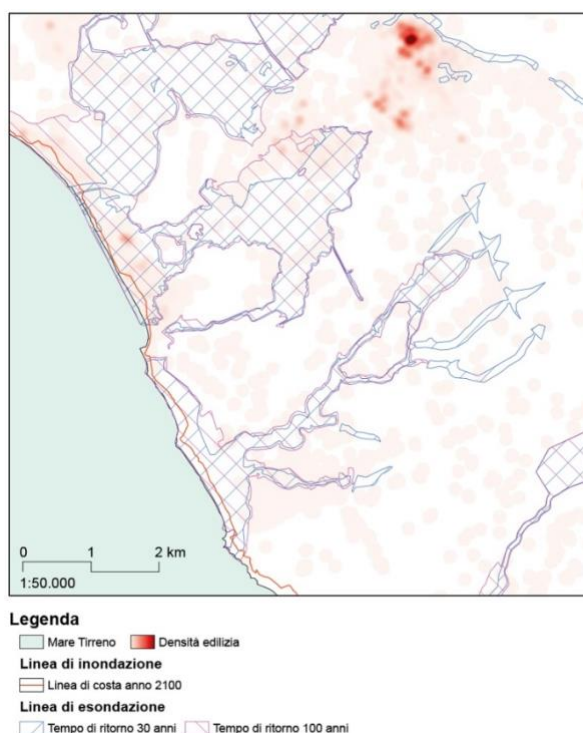 0 1 2 km
1:50.000
Legenda
Mare Tirreno Densità edilizia
Linea di inondazione
Linea di costa anno 2100
Linea di esondazione
Tempo di ritorno 30 anni Tempo di ritorno 100 anni